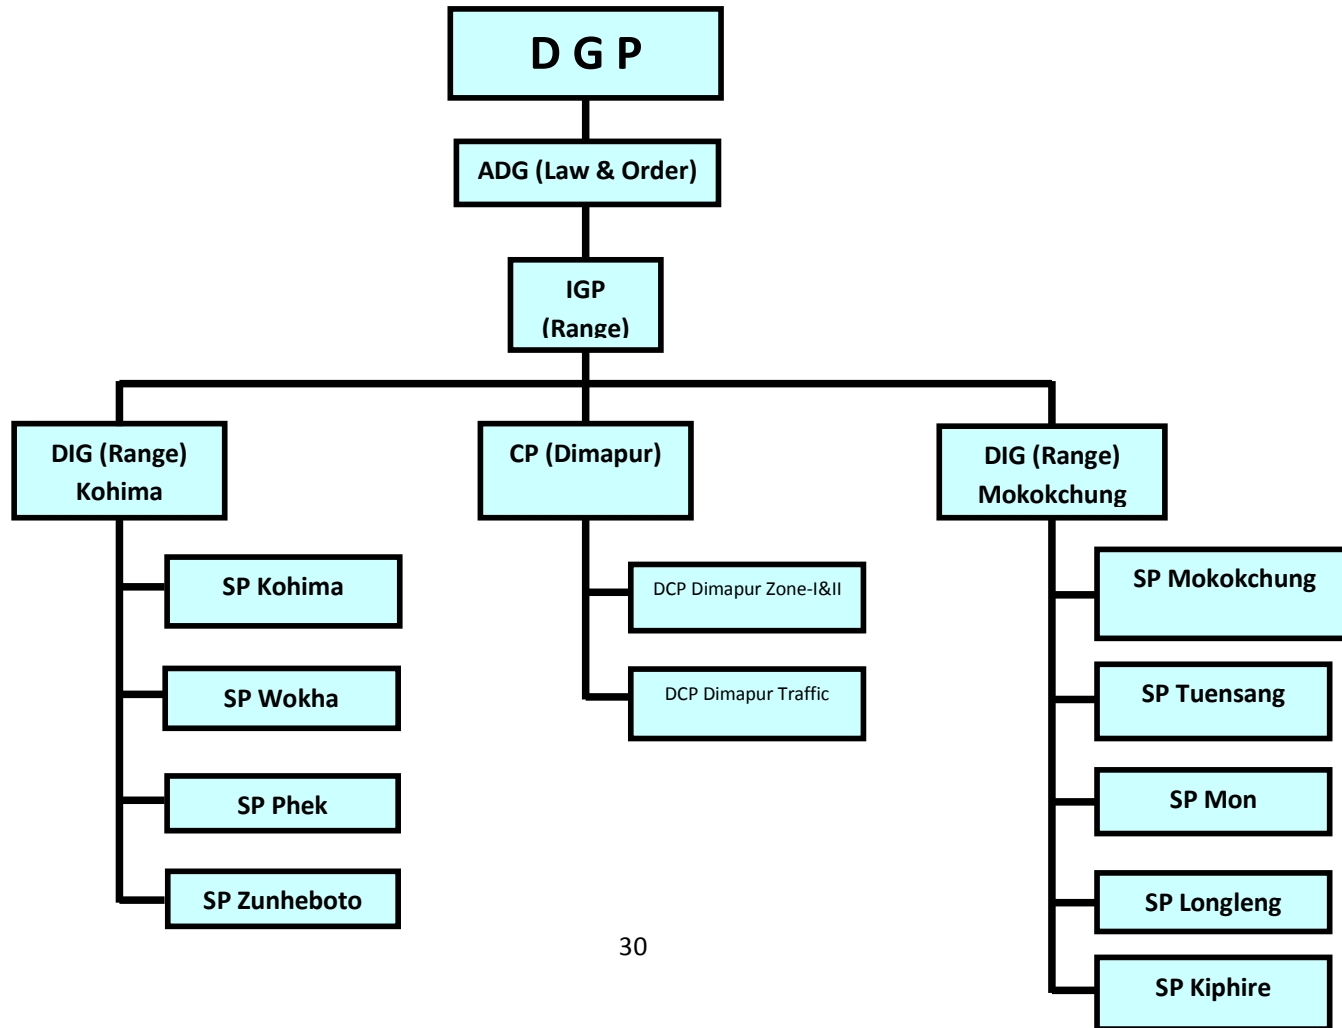 D G P
ADG (Law & Order)
IGP
(Range)
DIG (Range)
Kohima
CP (Dimapur)
DIG (Range)
Mokokchung
SP Kohima
SP Wokha
SP Phek
SP Zunheboto
DCP Dimapur Zone-I&II
DCP Dimapur Traffic
SP Mokokchung
SP Tuensang
SP Mon
SP Longleng
SP Kiphire
30